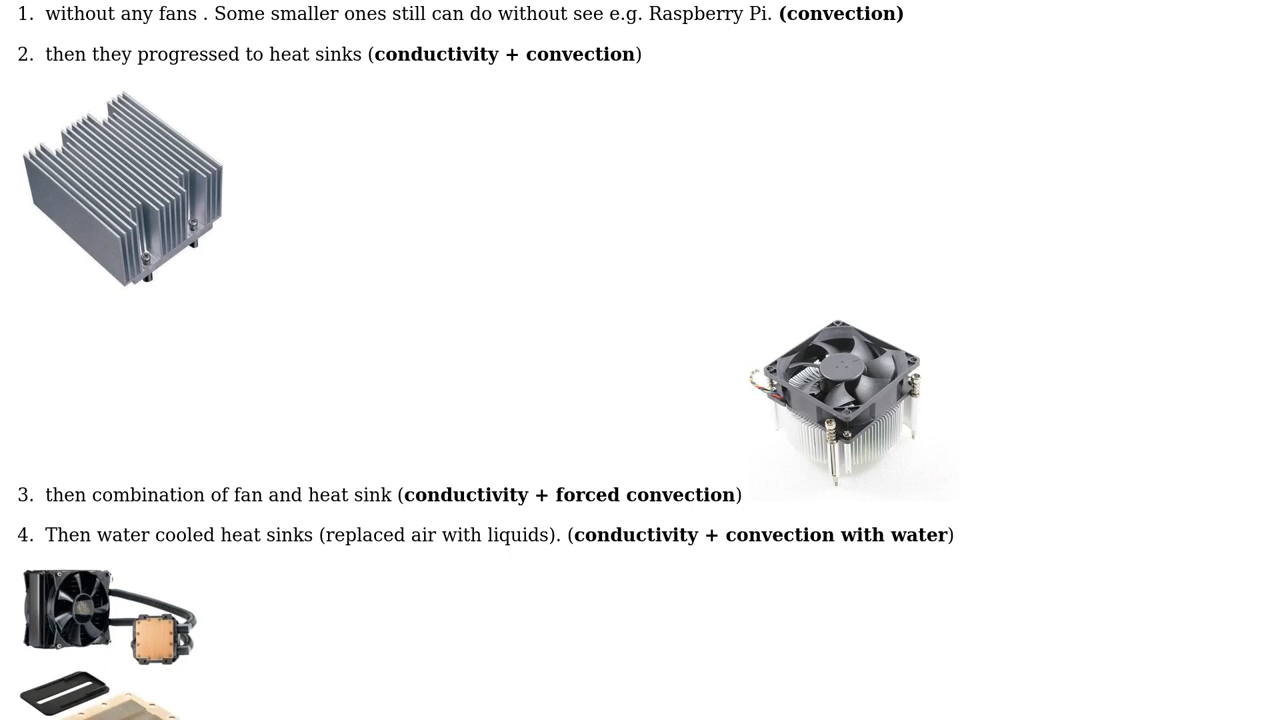 1. without any fans . Some smaller ones still can do without see e.g. Raspberry Pi. (convection)
2. then they progressed to heat sinks (conductivity + convection)
3. then combination of fan and heat sink (conductivity + forced convection)
4. Then water cooled heat sinks (replaced air with liquids). (conductivity + convection with water)